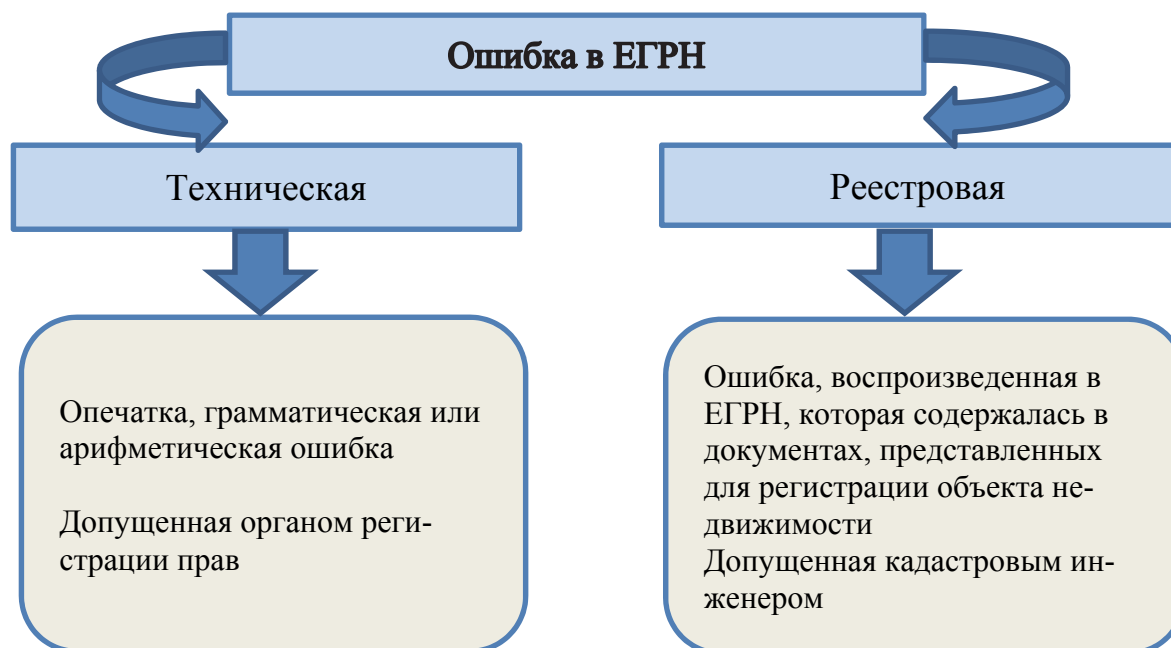 Ошибка в ЕГРН
Техническая
Реестровая
Опечатка, грамматическая или
арифметическая ошибка
Допущенная органом реги-
страции прав
Ошибка, воспроизведенная в
ЕГРН, которая содержалась в
документах, представленных
для регистрации объекта не-
движимости
Допущенная кадастровым ин-
женером